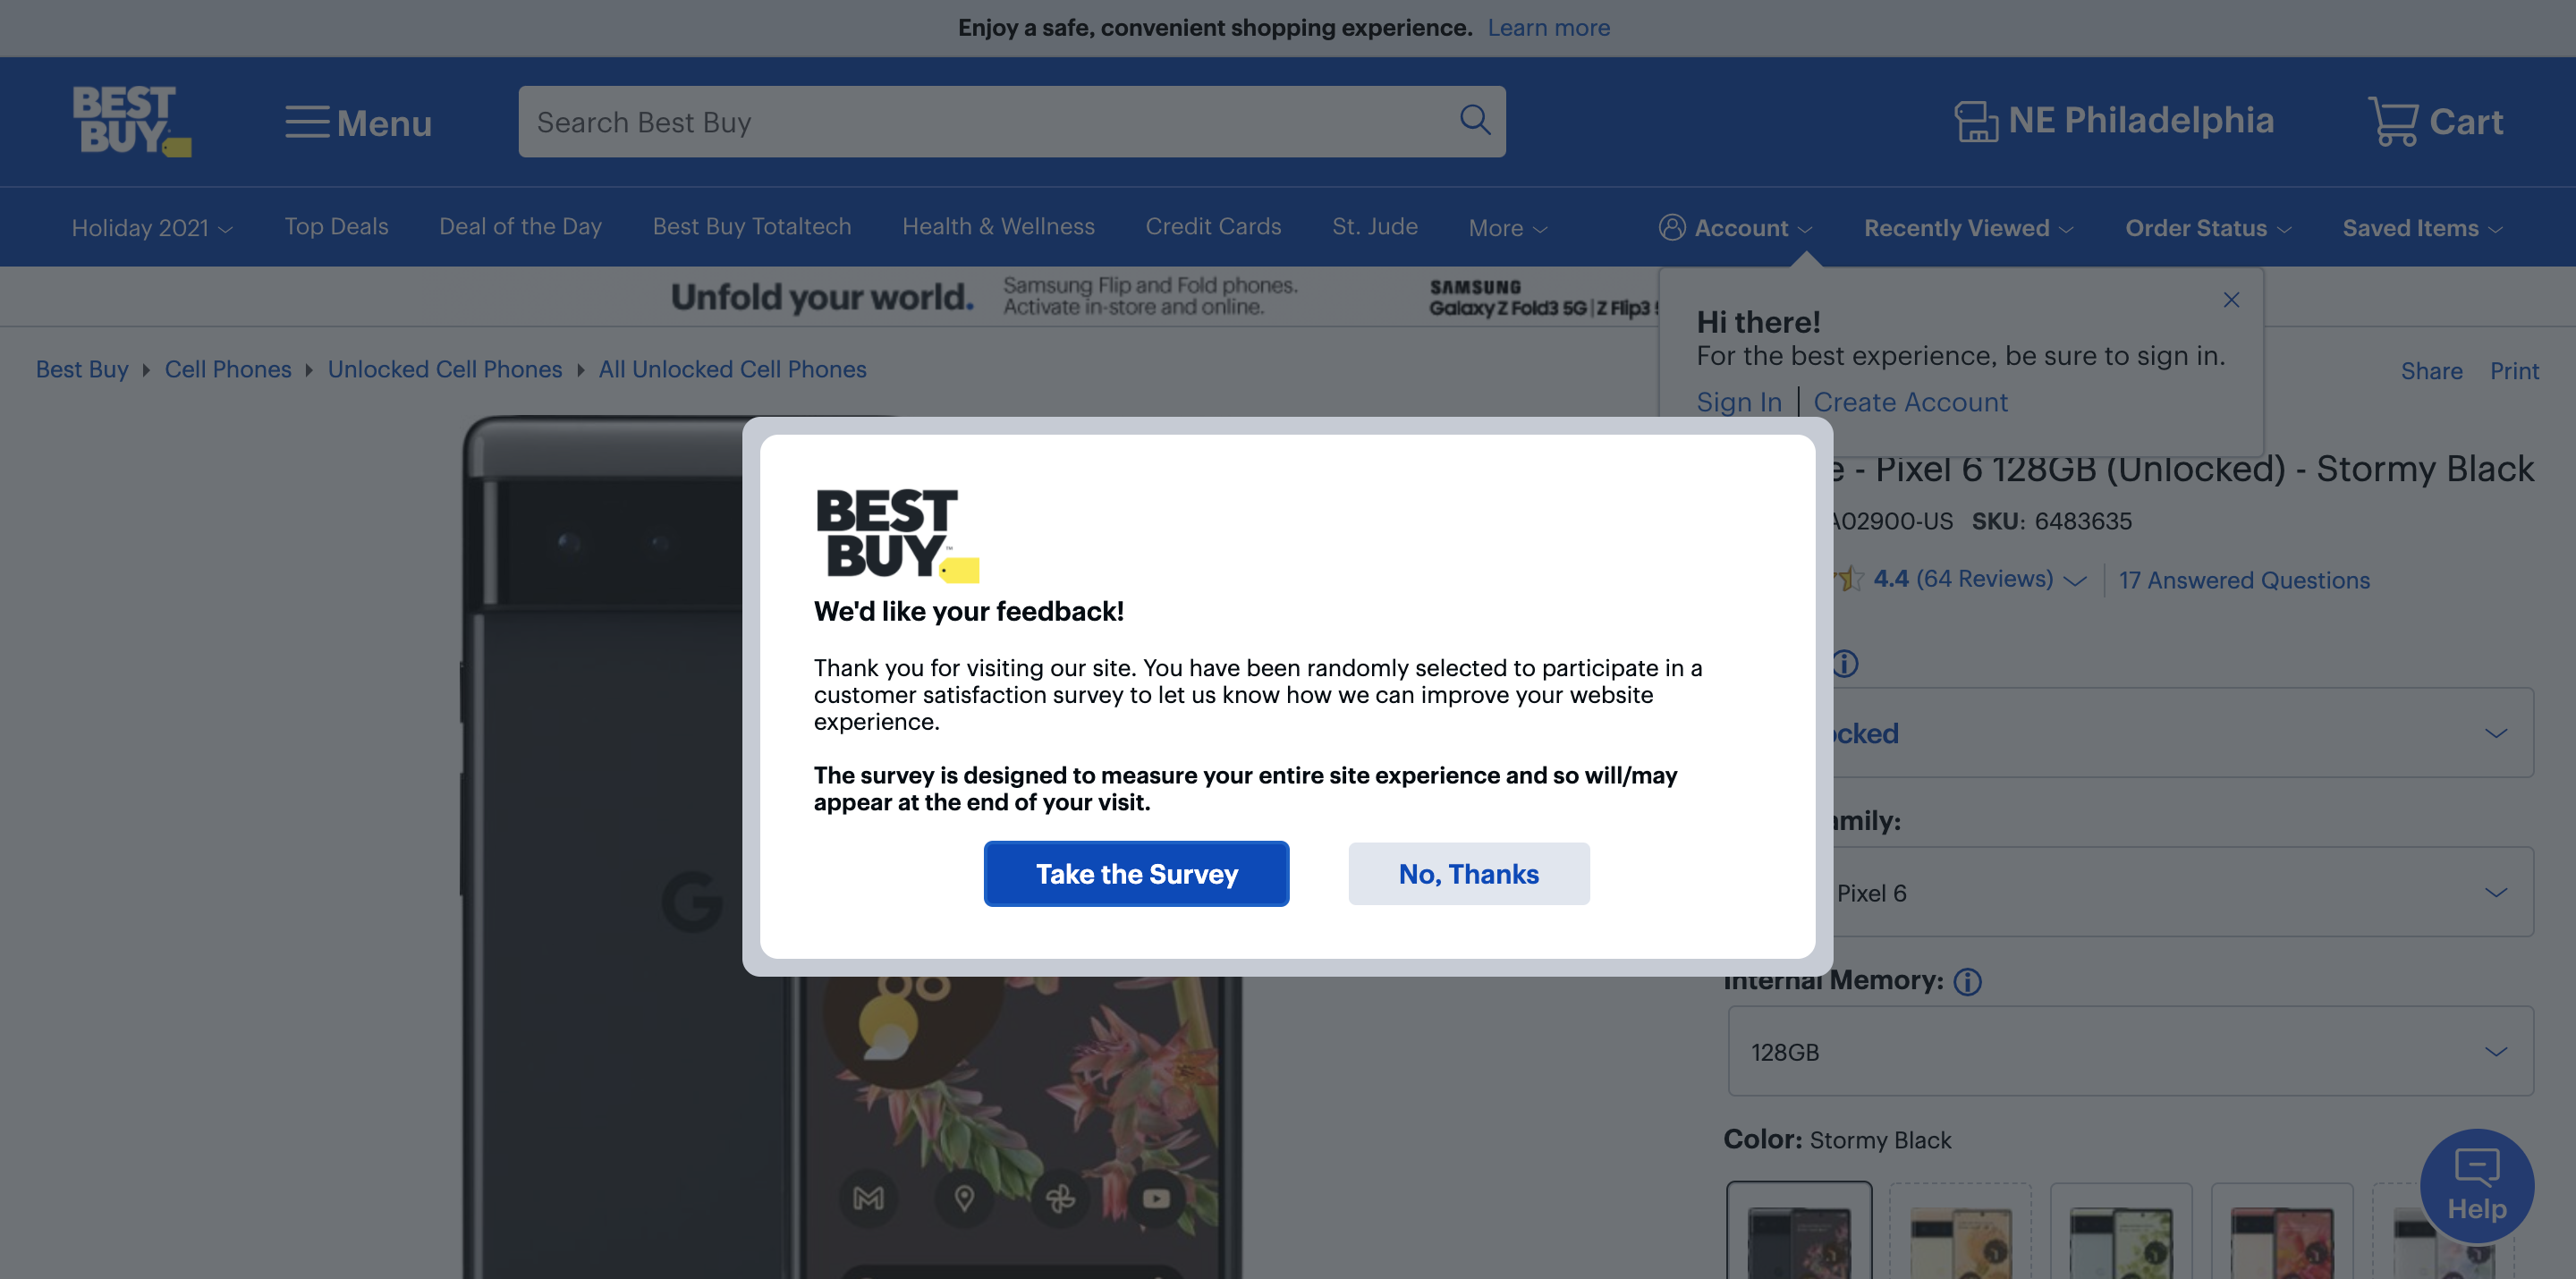 Enjoy a safe, convenient shopping experience. Learn more
BEST
BUY
Menu
Search Best Buy
NE Philadelphia
Cart
Holiday 2021
Top Deals
Deal of the Day
Best Buy Totaltech
Health & Wellness
Credit Cards
St. Jude
More
Account
Recently Viewed
Order Status
Saved Items
Unfold your world.
Samsung Flip and Fold phones.
Activate in-store and online.
SAMSUNG
Galaxy Z Fold3 5G | Z Flip3
Hi there!
For the best experience, be sure to sign in.
Sign In | Create Account
Best Buy
Cell Phones
Unlocked Cell Phones
All Unlocked Cell Phones
Share
Print
- Pixel 6 128GB (Unlocked) - Stormy Black
A02900-US SKU: 6483635
4.4 (64 Reviews)
17 Answered Questions
BEST
BUY™
We'd like your feedback!
Thank you for visiting our site. You have been randomly selected to participate in a
customer satisfaction survey to let us know how we can improve your website
experience.
The survey is designed to measure your entire site experience and so will/may
appear at the end of your visit.
Take the Survey
No, Thanks
ocked
amily:
Pixel 6
Internal Memory:
128GB
Color: Stormy Black
G
Help